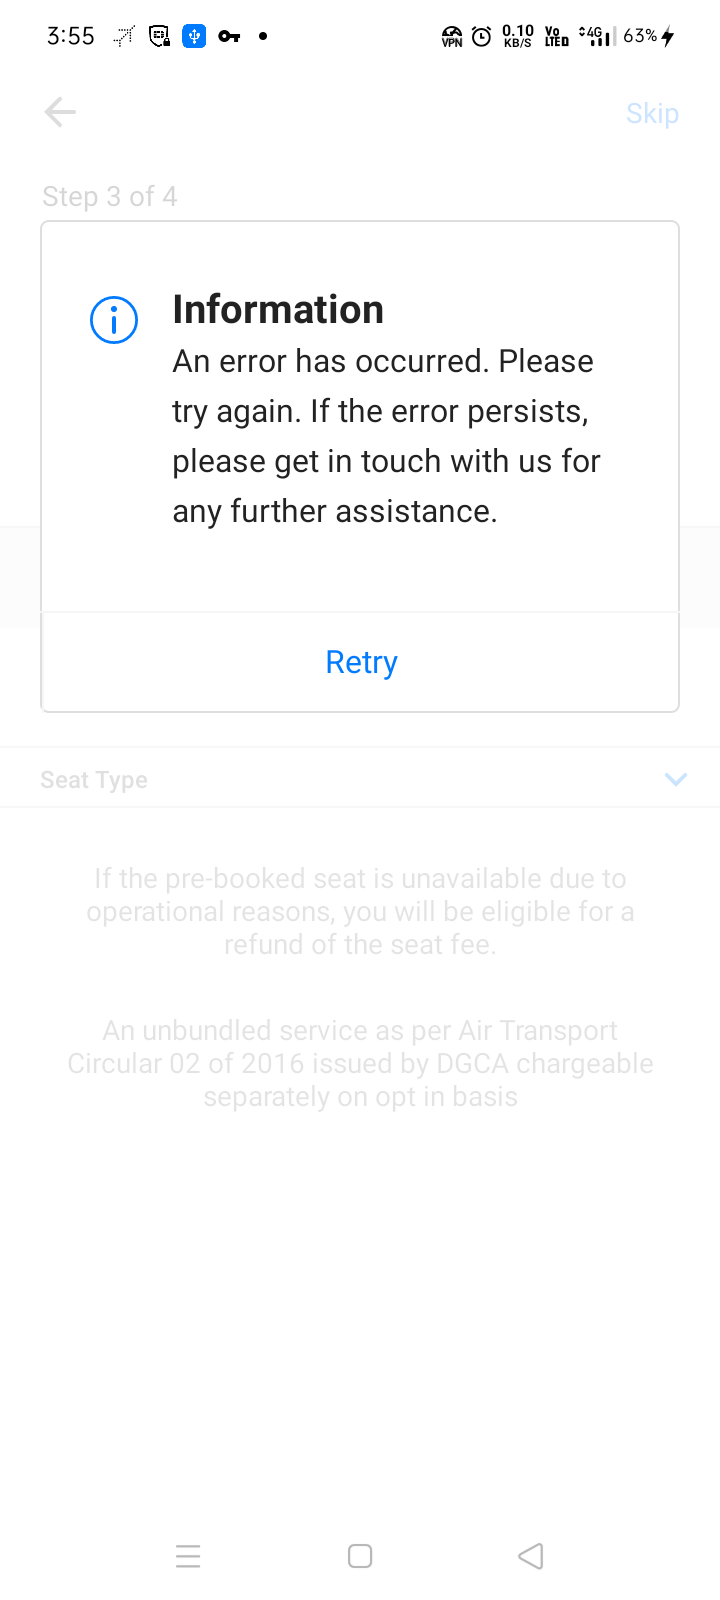 3:55
VPN
0.10
KB/S
Vo
LTED
4G
63%
Skip
Step 3 of 4
Information
An error has occurred. Please
try again. If the error persists,
please get in touch with us for
any further assistance.
Retry
Seat Type
If the pre-booked seat is unavailable due to
operational reasons, you will be eligible for a
refund of the seat fee.
An unbundled service as per Air Transport
Circular 02 of 2016 issued by DGCA chargeable
separately on opt in basis